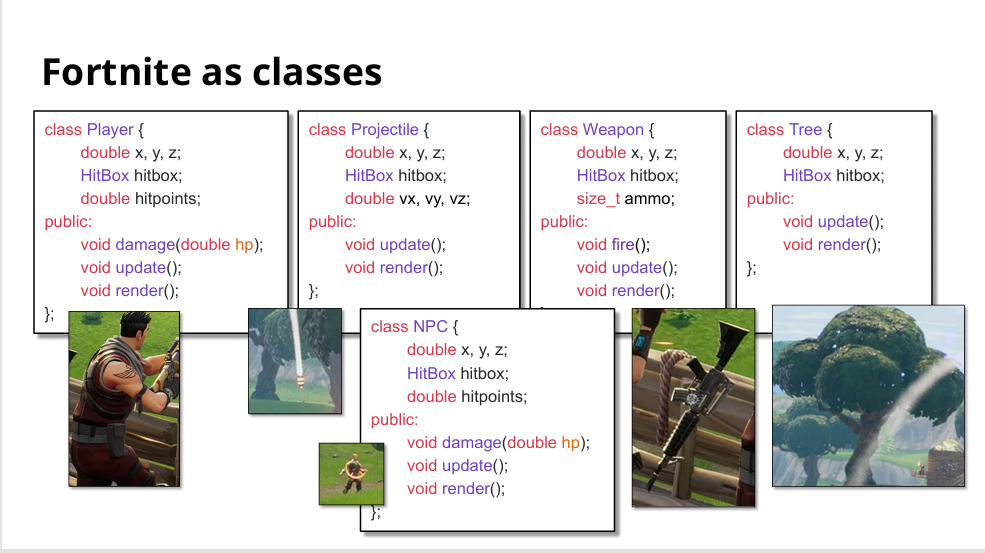 Fortnite as classes
class Player {
double x, y, z;
HitBox hitbox;
double hitpoints;
public:
void damage(double hp);
void update();
void render();
};
class Projectile {
double x, y, z;
HitBox hitbox;
double vx, vy, vz;
public:
void update();
void render();
};
class Weapon {
double x, y, z;
HitBox hitbox;
size_t ammo;
public:
void fire();
void update();
void render();
class Tree {
double x, y, z;
HitBox hitbox;
public:
void update();
void render();
};
class NPC {
double x, y, z;
HitBox hitbox;
double hitpoints;
public:
void damage(double hp);
void update();
void render();
};